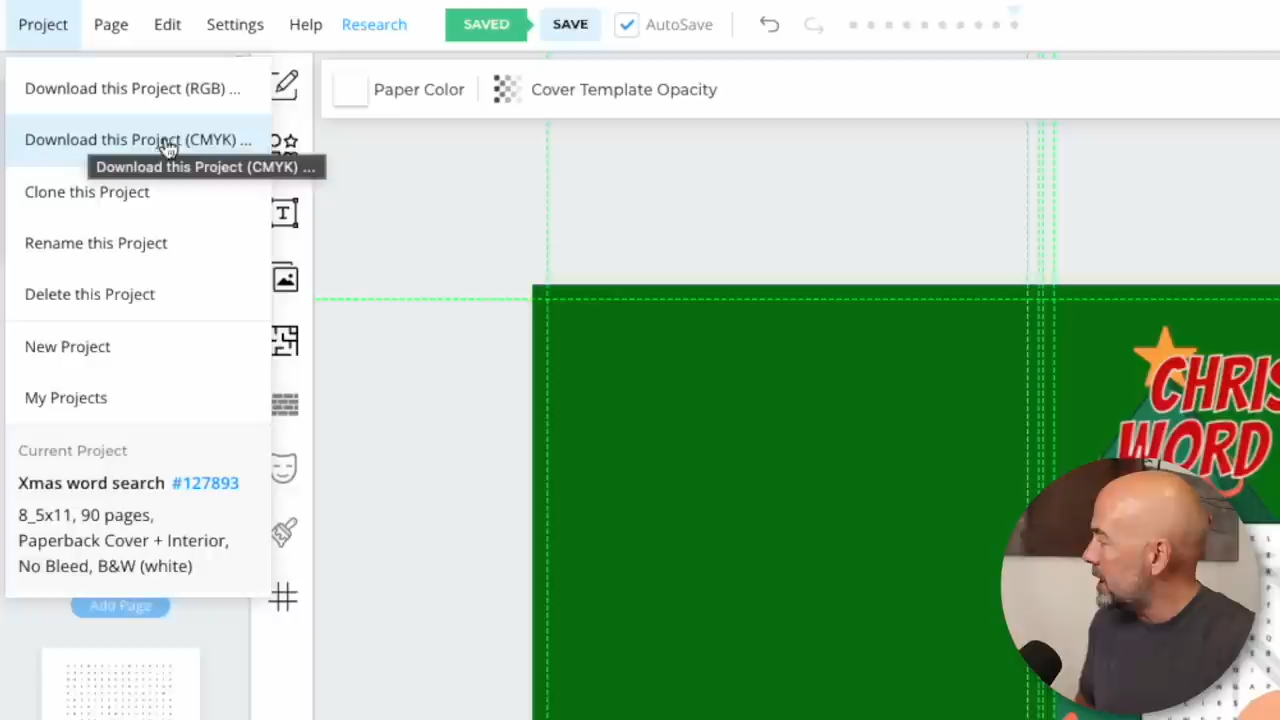 Project Page Edit Settings Help Research SAVED SAVE AutoSave
Download this Project (RGB) ...
Paper Color Cover Template Opacity
Download this Project (CMYK) ...
Download this Project (CMYK) ...
Clone this Project
Rename this Project
Delete this Project
New Project
My Projects
CHRIS
WORD
Current Project
Xmas word search #127893
8_5x11, 90 pages,
Paperback Cover + Interior,
No Bleed, B&W (white)
Add Page